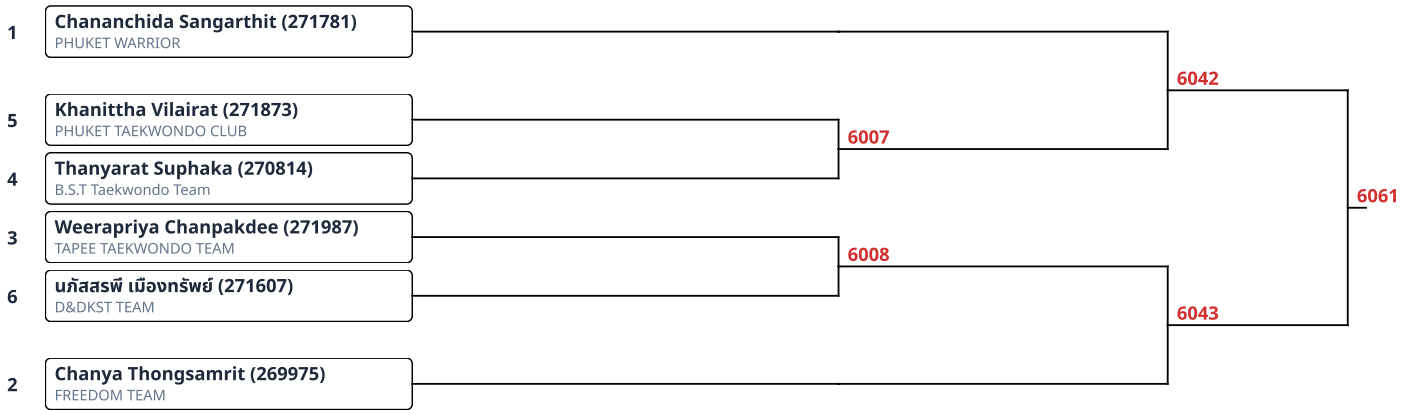 1
Chananchida Sangarthit (271781)
PHUKET WARRIOR
6042
5
Khanittha Vilairat (271873)
PHUKET TAEKWONDO CLUB
6007
4
Thanyarat Suphaka (270814)
B.S.T Taekwondo Team
6061
3
Weerapriya Chanpakdee (271987)
TAPEE TAEKWONDO TEAM
6008
6
นภัสสรพี เมืองทรัพย์ (271607)
D&DKST TEAM
6043
2
Chanya Thongsamrit (269975)
FREEDOM TEAM